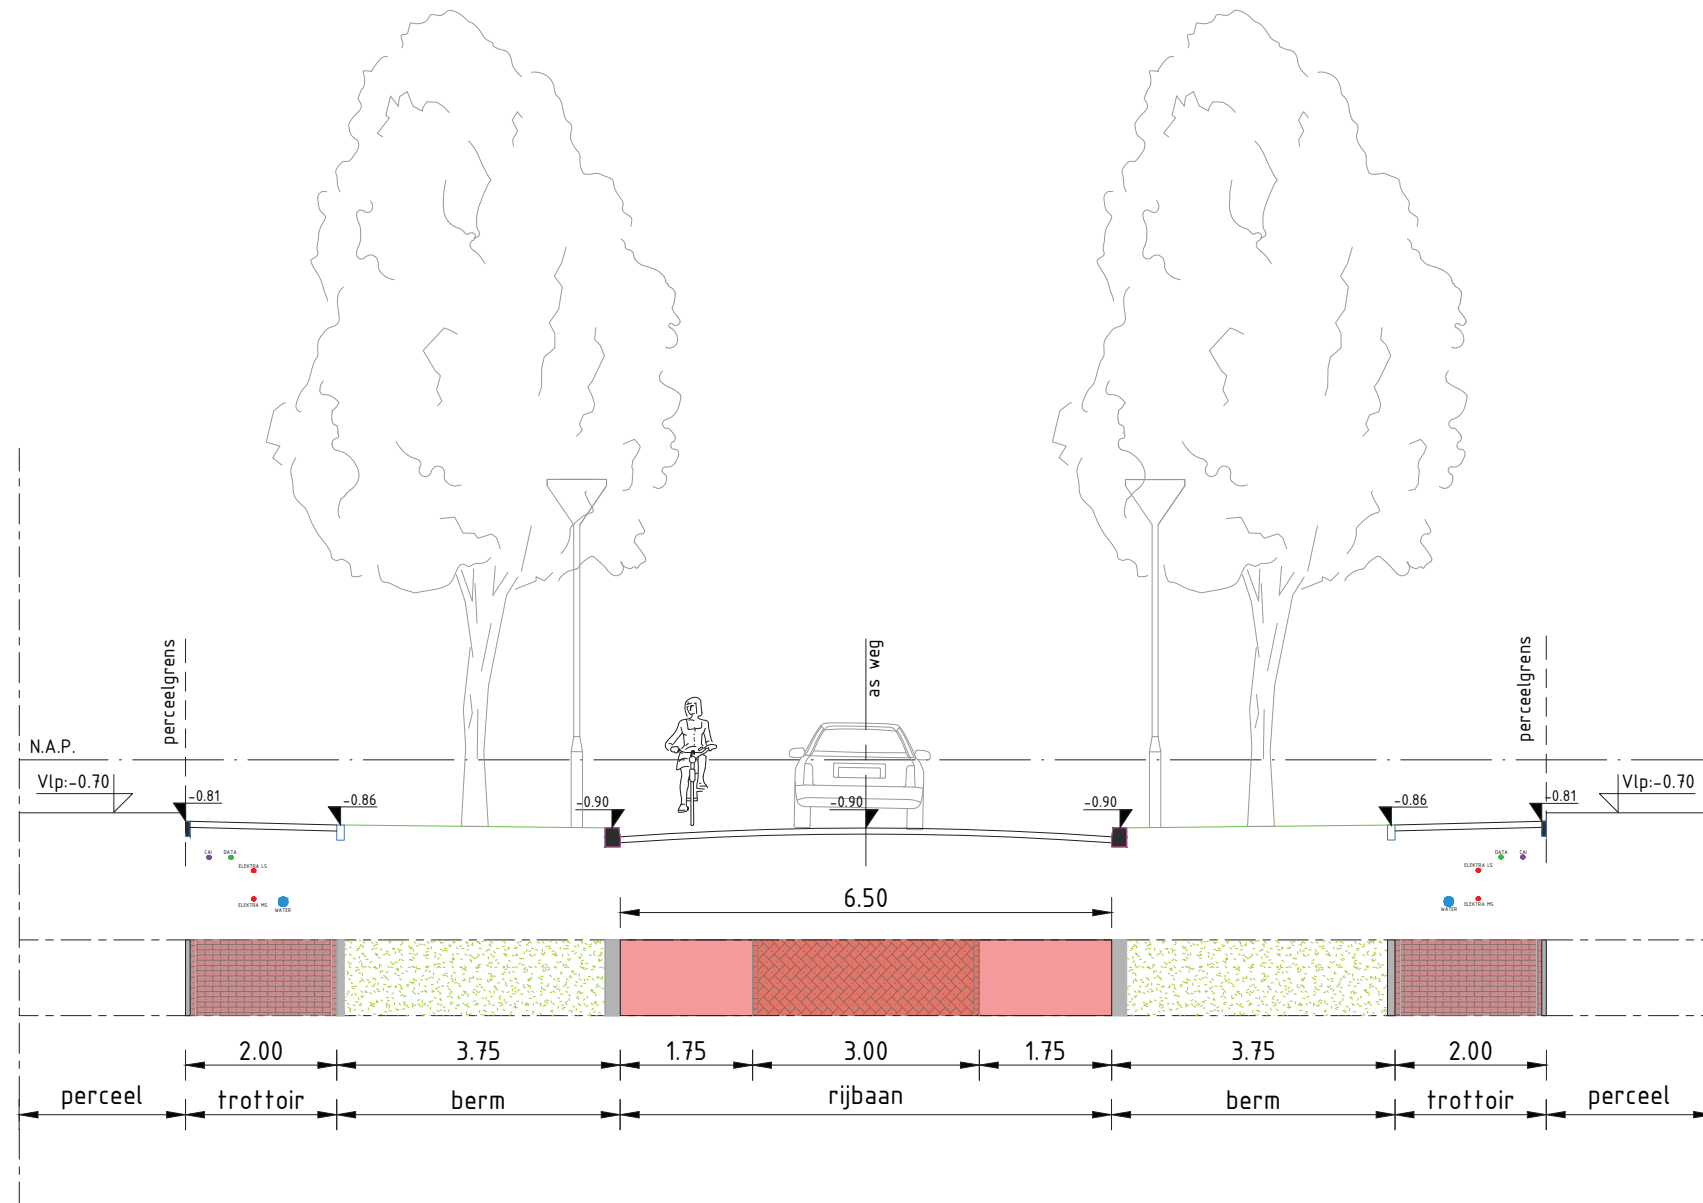 perceelgrens
as weg
perceelgrens
N.A.P.
Vlp:-0.70
Vlp:-0.70
-0.81
-0.86
-0.90
-0.90
-0.90
-0.86
-0.81
CAI DATA
ELEKTRA LS
ELEKTRA MS
WATER
DATA CAI
ELEKTRA LS
WATER
ELEKTRA MS
6.50
2.00 3.75 1.75 3.00 1.75 3.75 2.00
perceel trottoir berm rijbaan berm trottoir perceel